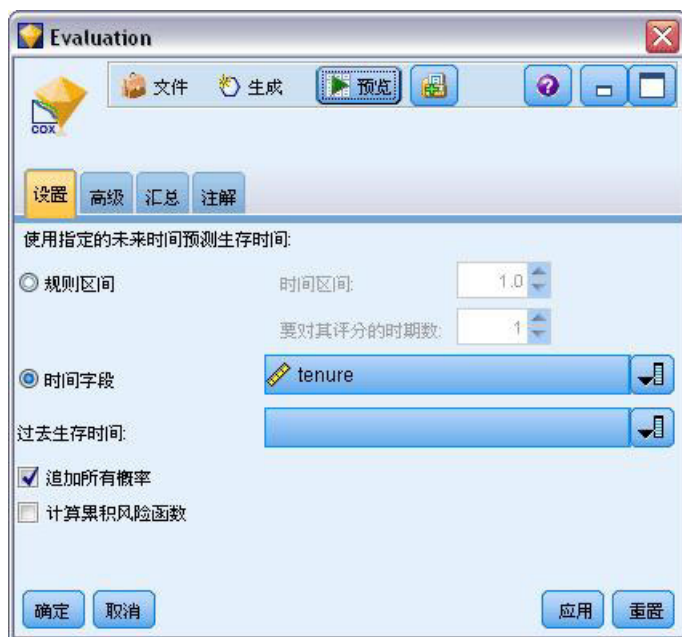 Evaluation
COX
文件 生成 预览
设置 高级 汇总 注解
使用指定的未来时间预测生存时间:
规则区间 时间区间: 1.0
要对其评分的时期数: 1
时间字段 tenure
过去生存时间:
追加所有概率
计算累积风险函数
确定 取消 应用 重置